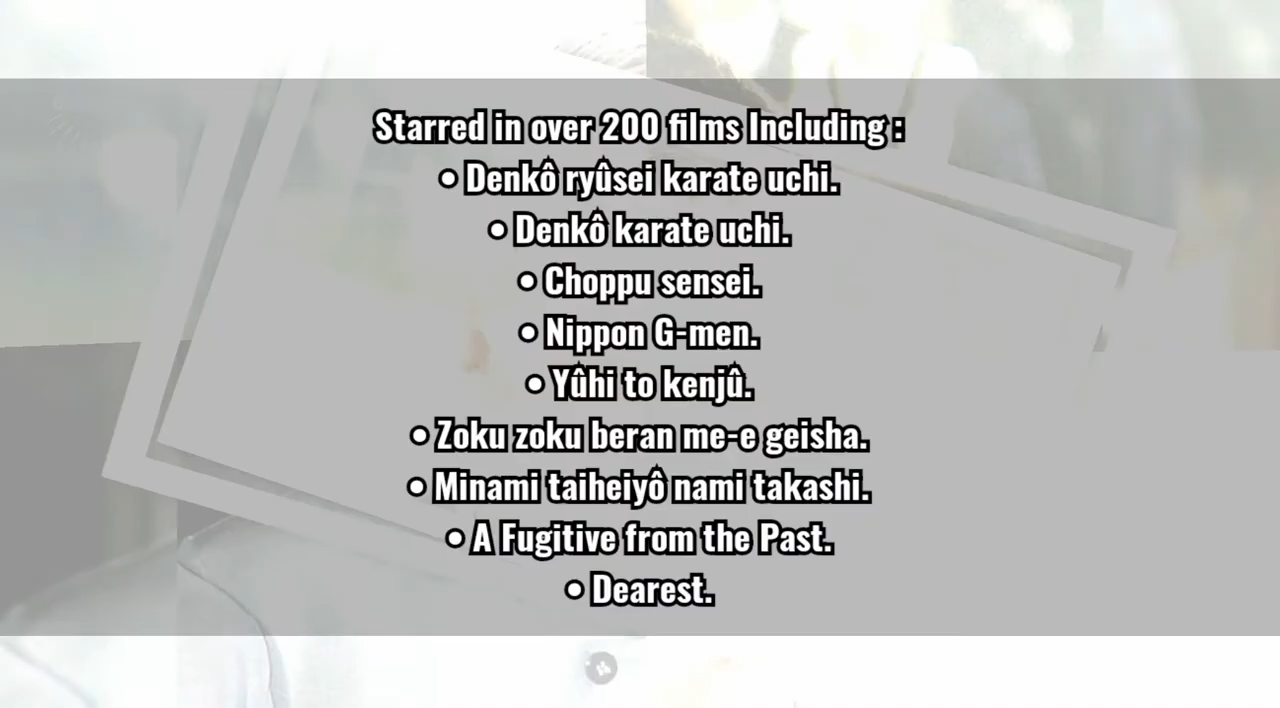 Starred in over 200 films Including :
• Denkô ryûsei karate uchi.
• Denkô karate uchi.
• Choppu sensei.
• Nippon G-men.
• Yûhi to kenjû.
• Zoku zoku beran me-e geisha.
• Minami taiheiyô nami takashi.
• A Fugitive from the Past.
• Dearest.